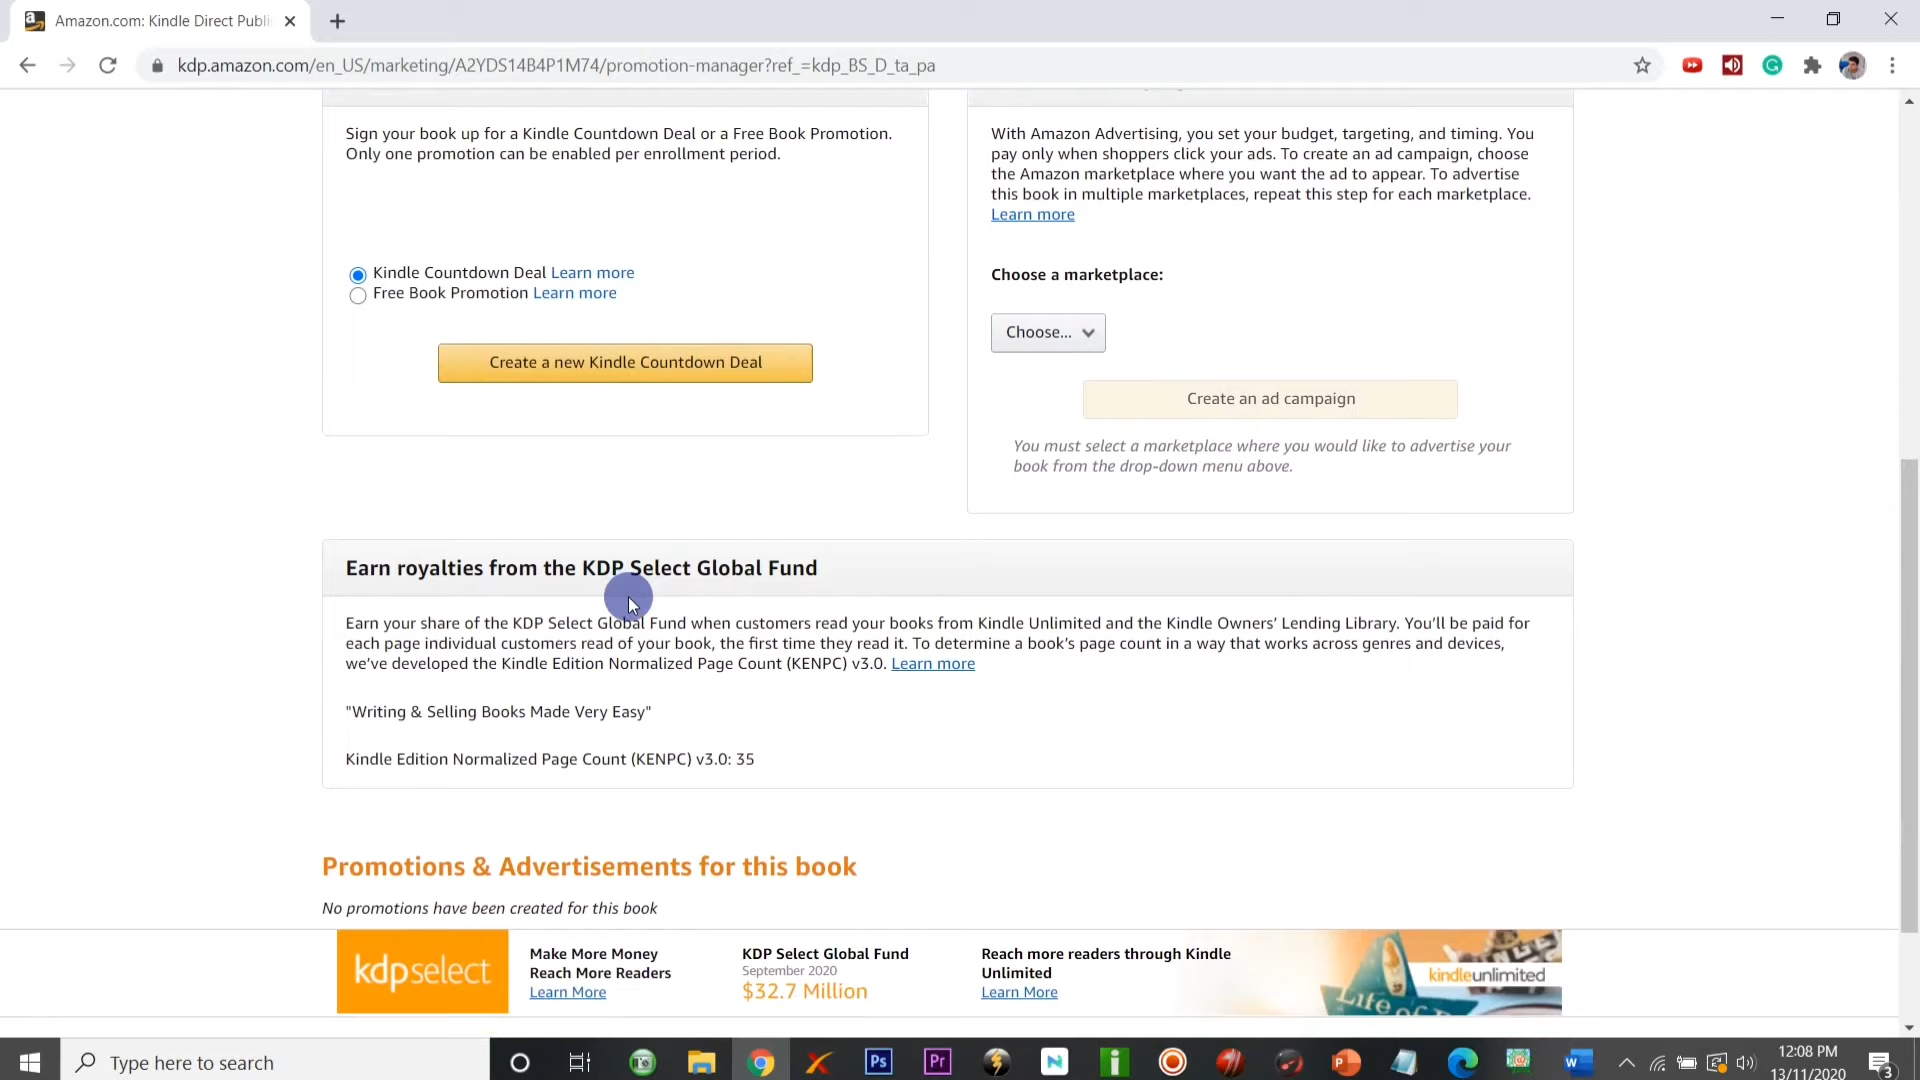 Amazon.com: Kindle Direct Publi
kdp.amazon.com/en_US/marketing/A2YDS14B4P1M74/promotion-manager?ref_=kdp_BS_D_ta_pa
Sign your book up for a Kindle Countdown Deal or a Free Book Promotion.
Only one promotion can be enabled per enrollment period.
Kindle Countdown Deal Learn more
Free Book Promotion Learn more
Create a new Kindle Countdown Deal
With Amazon Advertising, you set your budget, targeting, and timing. You
pay only when shoppers click your ads. To create an ad campaign, choose
the Amazon marketplace where you want the ad to appear. To advertise
this book in multiple marketplaces, repeat this step for each marketplace.
Learn more
Choose a marketplace:
Choose...
Create an ad campaign
You must select a marketplace where you would like to advertise your
book from the drop-down menu above.
Earn royalties from the KDP Select Global Fund
Earn your share of the KDP Select Global Fund when customers read your books from Kindle Unlimited and the Kindle Owners’ Lending Library. You’ll be paid for
each page individual customers read of your book, the first time they read it. To determine a book’s page count in a way that works across genres and devices,
we’ve developed the Kindle Edition Normalized Page Count (KENPC) v3.0. Learn more
"Writing & Selling Books Made Very Easy"
Kindle Edition Normalized Page Count (KENPC) v3.0: 35
Promotions & Advertisements for this book
No promotions have been created for this book
kdpselect
Make More Money
Reach More Readers
Learn More
KDP Select Global Fund
September 2020
$32.7 Million
Reach more readers through Kindle
Unlimited
Learn More
kindleunlimited
Life of
Type here to search
Ps
Pr
12:08 PM
13/11/2020
3